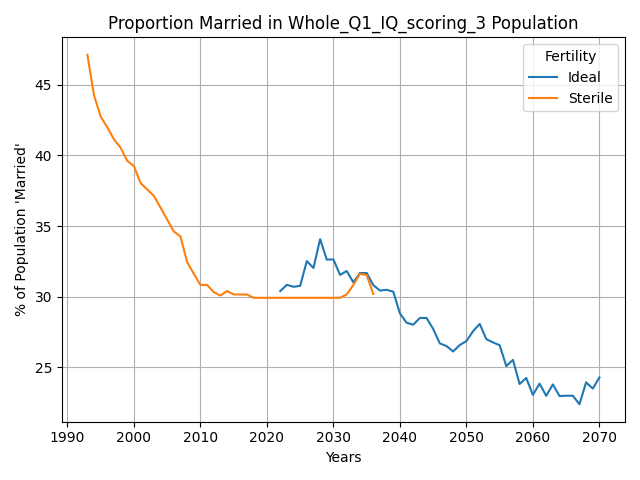 Proportion Married in Whole_Q1_IQ_scoring_3 Population
% of Population 'Married'
45
40
35
30
25
Fertility
Ideal
Sterile
1990 2000 2010 2020 2030 2040 2050 2060 2070
Years